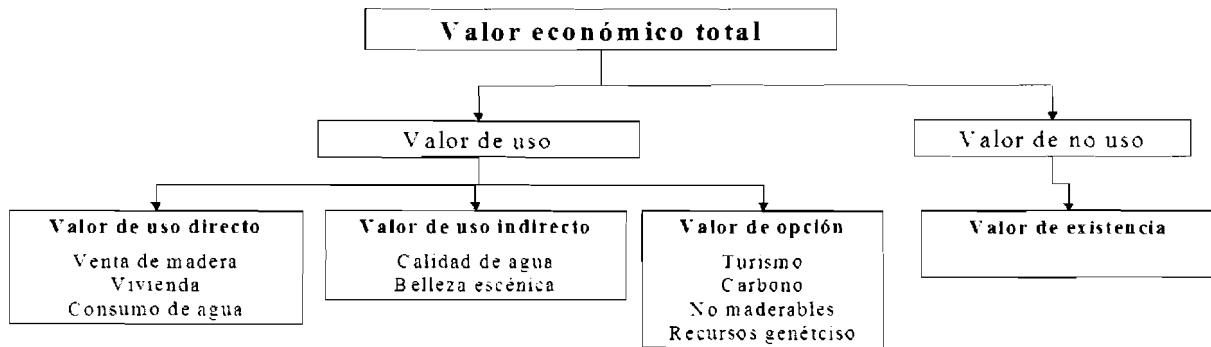 Valor económico total
Valor de uso
Valor de no uso
Valor de uso directo
Venta de madera
Vivienda
Consumo de agua
Valor de uso indirecto
Calidad de agua
Belleza escénica
Valor de opción
Turismo
Carbono
No maderables
Recursos genétciso
Valor de existencia